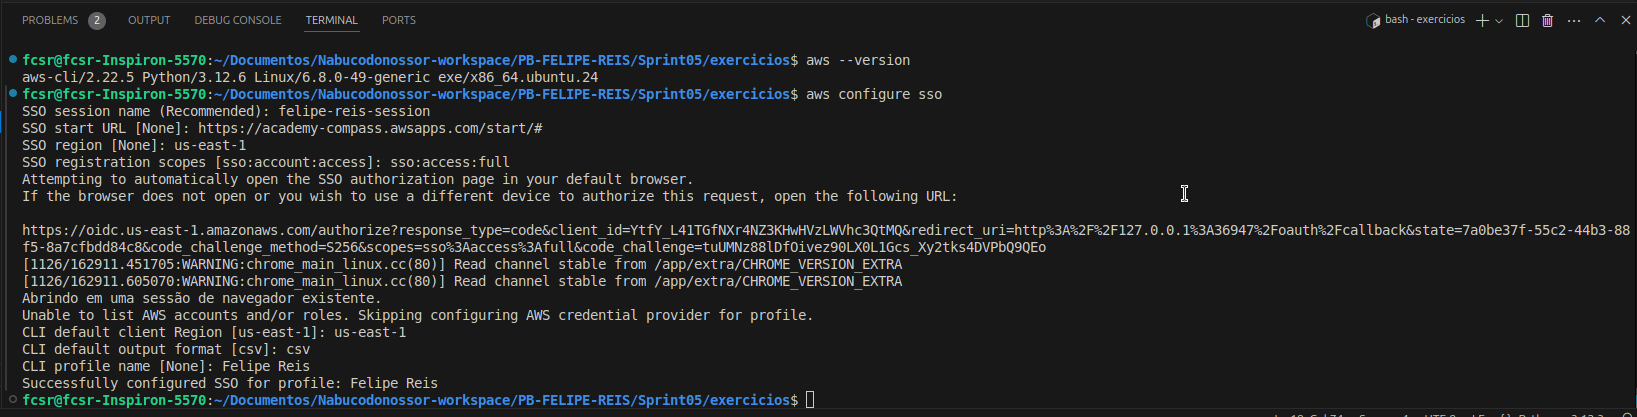 PROBLEMS 2 OUTPUT DEBUG CONSOLE TERMINAL PORTS bash - exercicios
fcsr@fcsr-Inspiron-5570:~/Documentos/Nabucodonossor-workspace/PB-FELIPE-REIS/Sprint05/exercicios$ aws --version
aws-cli/2.22.5 Python/3.12.6 Linux/6.8.0-49-generic exe/x86_64.ubuntu.24
fcsr@fcsr-Inspiron-5570:~/Documentos/Nabucodonossor-workspace/PB-FELIPE-REIS/Sprint05/exercicios$ aws configure sso
SSO session name (Recommended): felipe-reis-session
SSO start URL [None]: https://academy-compass.awsapps.com/start/#
SSO region [None]: us-east-1
SSO registration scopes [sso:account:access]: sso:access:full
Attempting to automatically open the SSO authorization page in your default browser.
If the browser does not open or you wish to use a different device to authorize this request, open the following URL:
https://oidc.us-east-1.amazonaws.com/authorize?response_type=code&client_id=YtfY_L41TGfNXr4NZ3KHwHVzLWVhc3QtMQ&redirect_uri=http%3A%2F%2F127.0.0.1%3A36947%2Foauth%2Fcallback&state=7a0be37f-55c2-44b3-88
f5-8a7cfbdd84c8&code_challenge_method=S256&scopes=sso%3Aaccess%3Afull&code_challenge=tuUMNz88lDfOivez90LX0L1Gcs_Xy2tks4DVPbQ9QEo
[1126/162911.451705:WARNING:chrome_main_linux.cc(80)] Read channel stable from /app/extra/CHROME_VERSION_EXTRA
[1126/162911.605070:WARNING:chrome_main_linux.cc(80)] Read channel stable from /app/extra/CHROME_VERSION_EXTRA
Abrindo em uma sessão de navegador existente.
Unable to list AWS accounts and/or roles. Skipping configuring AWS credential provider for profile.
CLI default client Region [us-east-1]: us-east-1
CLI default output format [csv]: csv
CLI profile name [None]: Felipe Reis
Successfully configured SSO for profile: Felipe Reis
fcsr@fcsr-Inspiron-5570:~/Documentos/Nabucodonossor-workspace/PB-FELIPE-REIS/Sprint05/exercicios$